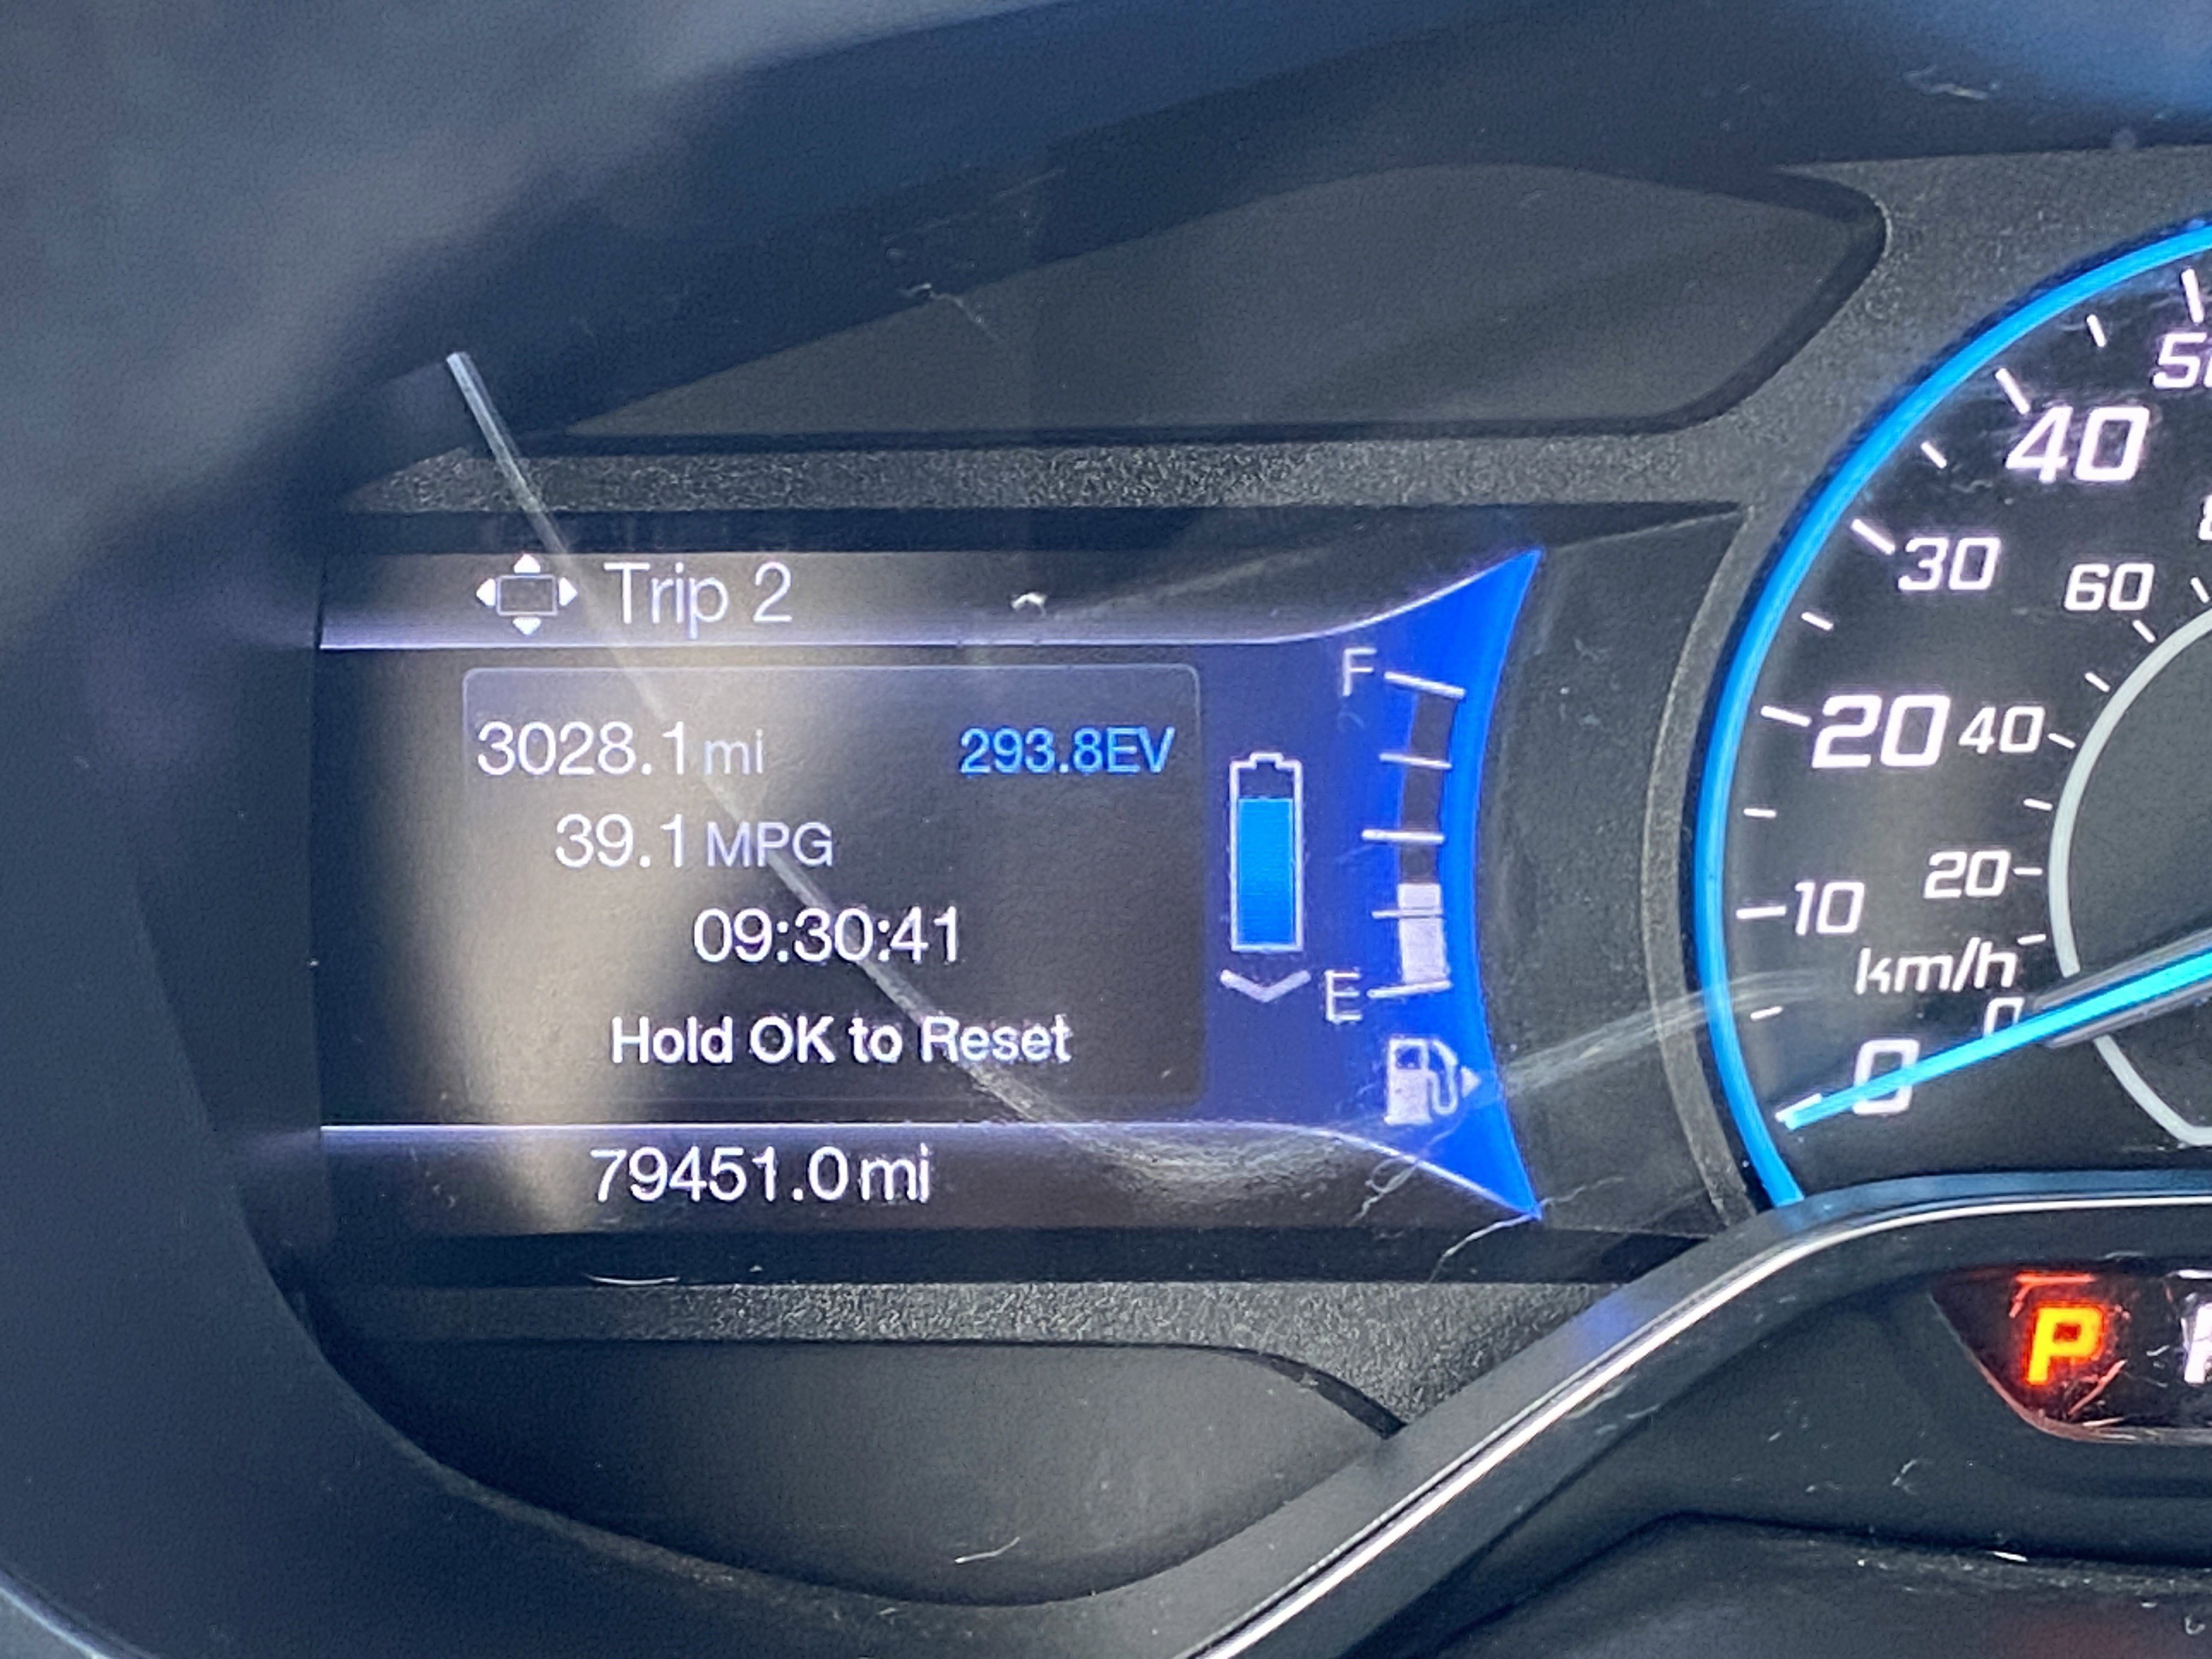 Trip 2
3028.1 mi 293.8EV
39.1 MPG
09:30:41
Hold OK to Reset
79451.0 mi
F
E
40
30
20
10
0
60
40
20
km/h
0
P